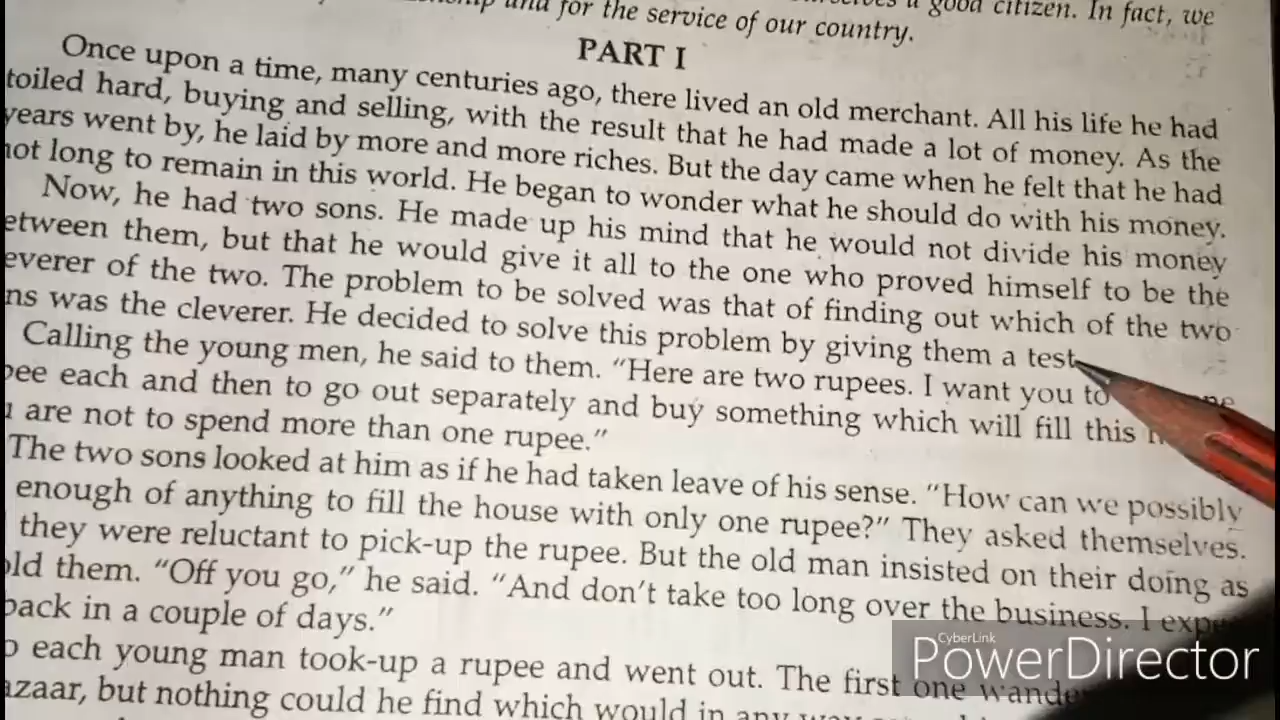 a good citizen. In fact, we
and for the service of our country.
PART I
Once upon a time, many centuries ago, there lived an old merchant. All his life he had
toiled hard, buying and selling, with the result that he had made a lot of money. As the
years went by, he laid by more and more riches. But the day came when he felt that he had
not long to remain in this world. He began to wonder what he should do with his money.
Now, he had two sons. He made up his mind that he would not divide his money
etween them, but that he would give it all to the one who proved himself to be the
everer of the two. The problem to be solved was that of finding out which of the two
ns was the cleverer. He decided to solve this problem by giving them a test
Calling the young men, he said to them. “Here are two rupees. I want you to
pee each and then to go out separately and buy something which will fill this
are not to spend more than one rupee.”
The two sons looked at him as if he had taken leave of his sense. “How can we possibly
enough of anything to fill the house with only one rupee?” They asked themselves.
they were reluctant to pick-up the rupee. But the old man insisted on their doing as
old them. “Off you go,” he said. “And don’t take too long over the business. I expe
back in a couple of days.”
each young man took-up a rupee and went out. The first one wande
azaar, but nothing could he find which would in any way
CyberLink
PowerDirector